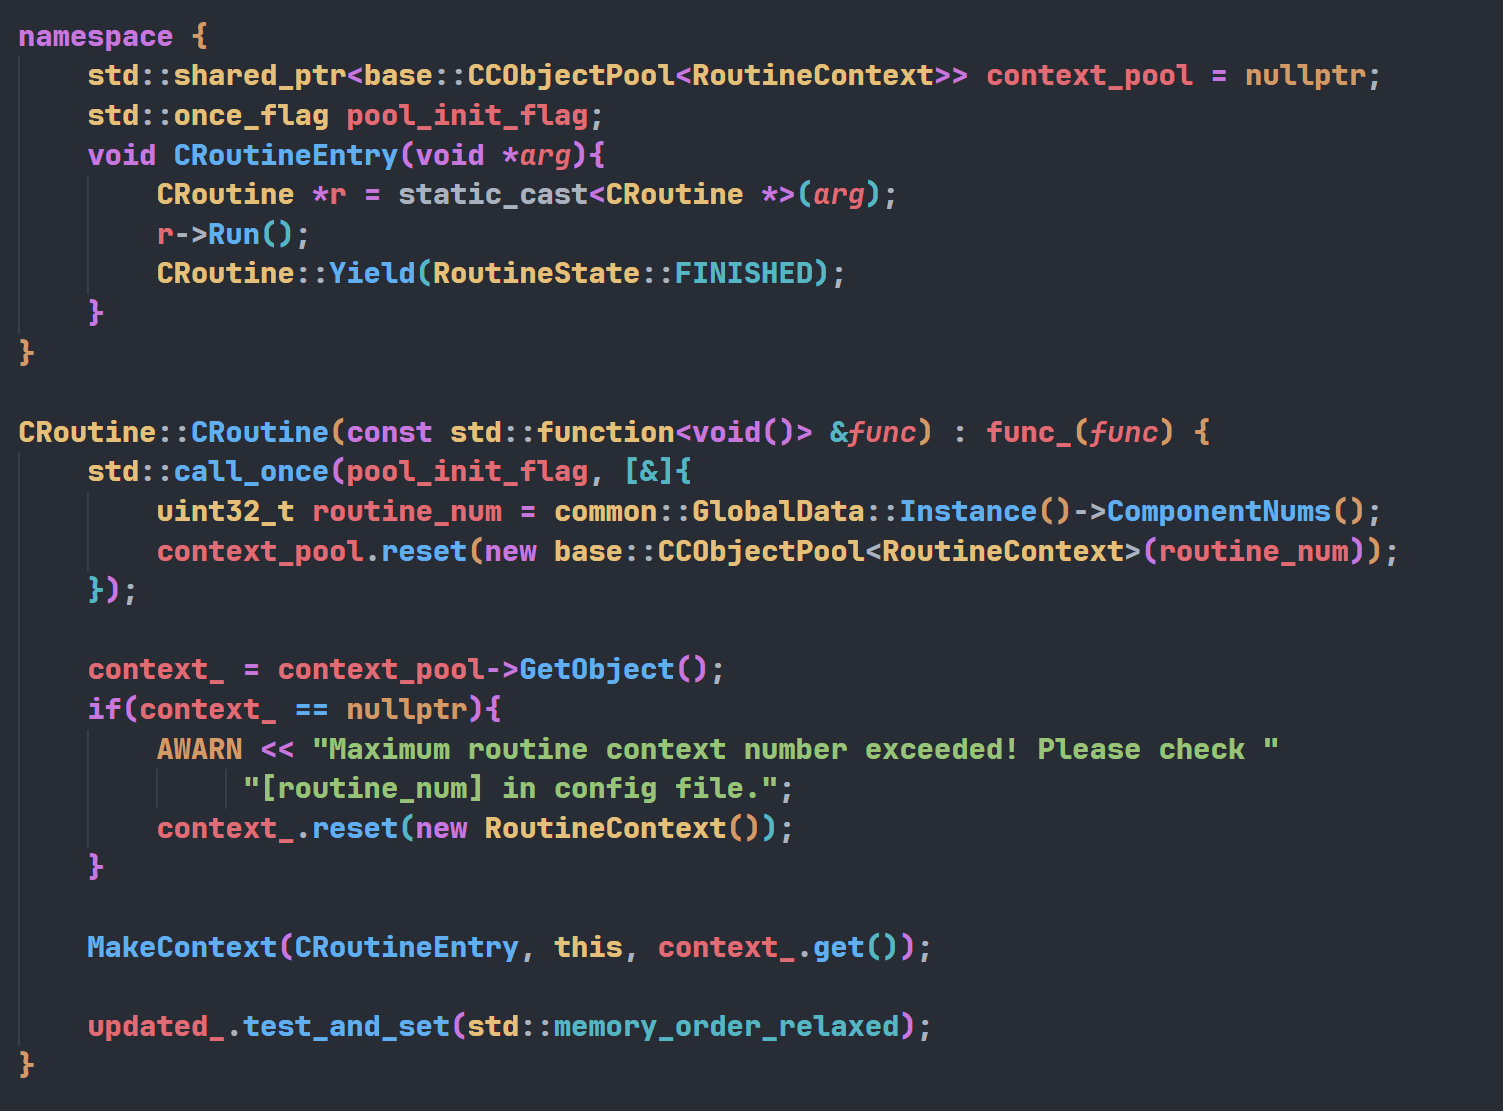 namespace {
    std::shared_ptr<base::CCObjectPool<RoutineContext>> context_pool = nullptr;
    std::once_flag pool_init_flag;
    void CRoutineEntry(void *arg){
        CRoutine *r = static_cast<CRoutine *>(arg);
        r->Run();
        CRoutine::Yield(RoutineState::FINISHED);
    }
}

CRoutine::CRoutine(const std::function<void()> &func) : func_(func) {
    std::call_once(pool_init_flag, [&]{
        uint32_t routine_num = common::GlobalData::Instance()->ComponentNums();
        context_pool.reset(new base::CCObjectPool<RoutineContext>(routine_num));
    });

    context_ = context_pool->GetObject();
    if(context_ == nullptr){
        AWARN << "Maximum routine context number exceeded! Please check "
             "[routine_num] in config file.";
        context_.reset(new RoutineContext());
    }

    MakeContext(CRoutineEntry, this, context_.get());

    updated_.test_and_set(std::memory_order_relaxed);
}